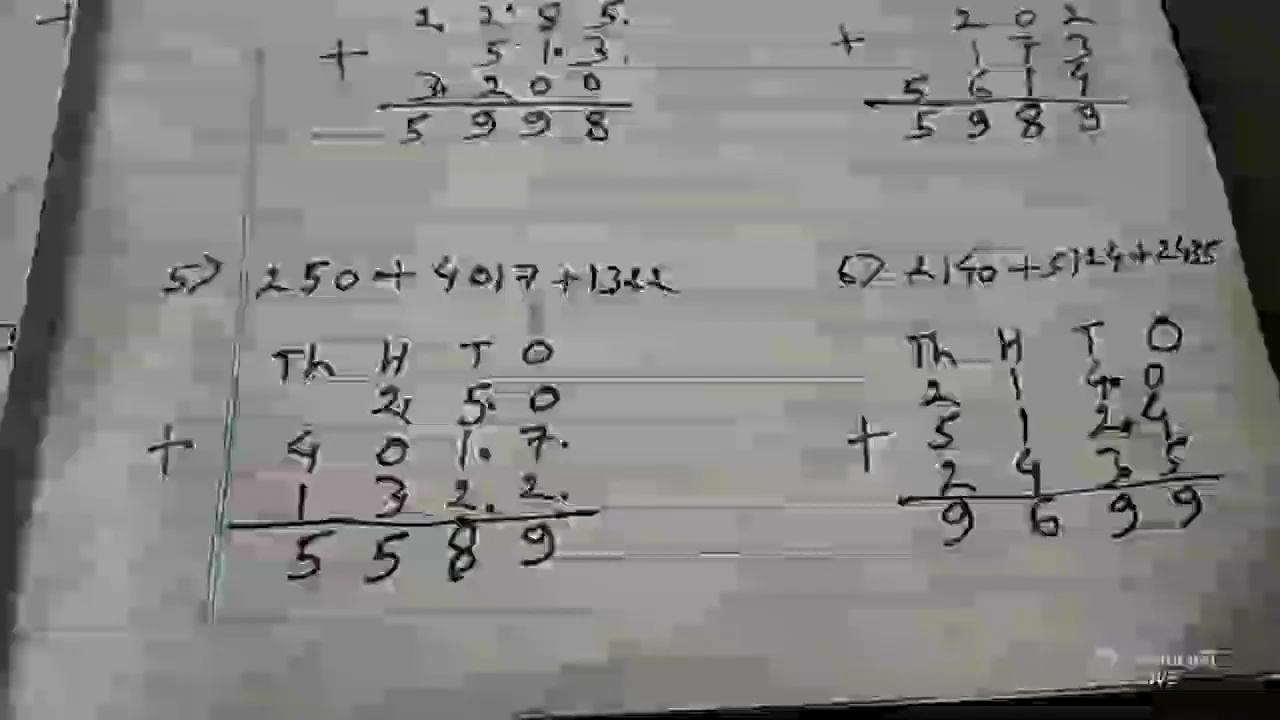 2 2 8 5 2 0 2
+ 5 1 3 + 1 7 3
3 2 0 0 5 6 1 4
5 9 9 8 5 9 8 9
5) 250 + 4017 + 1322 6) 2140 + 5124 + 2435
Th H T O Th H T O
2 5 0 2 1 4 0
+ 4 0 1 7 + 5 1 2 4
1 3 2 2 2 4 3 5
5 5 8 9 9 6 9 9